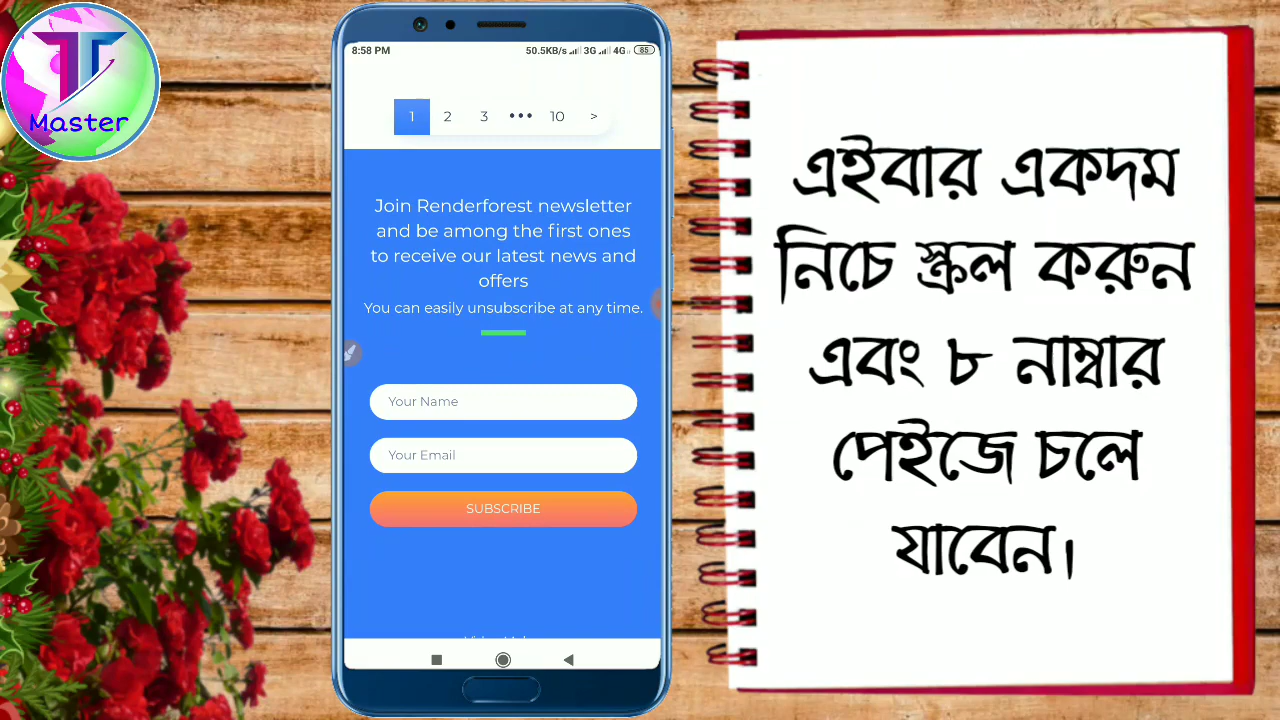 T
Master
8:58 PM 50.5KB/s 3G 4G 85
1 2 3 ••• 10 >
Join Renderforest newsletter
and be among the first ones
to receive our latest news and
offers
You can easily unsubscribe at any time.
Your Name
Your Email
SUBSCRIBE
এইবার একদম
নিচে স্ক্রল করুন
এবং ৮ নাম্বার
পেইজে চলে
যাবেন।